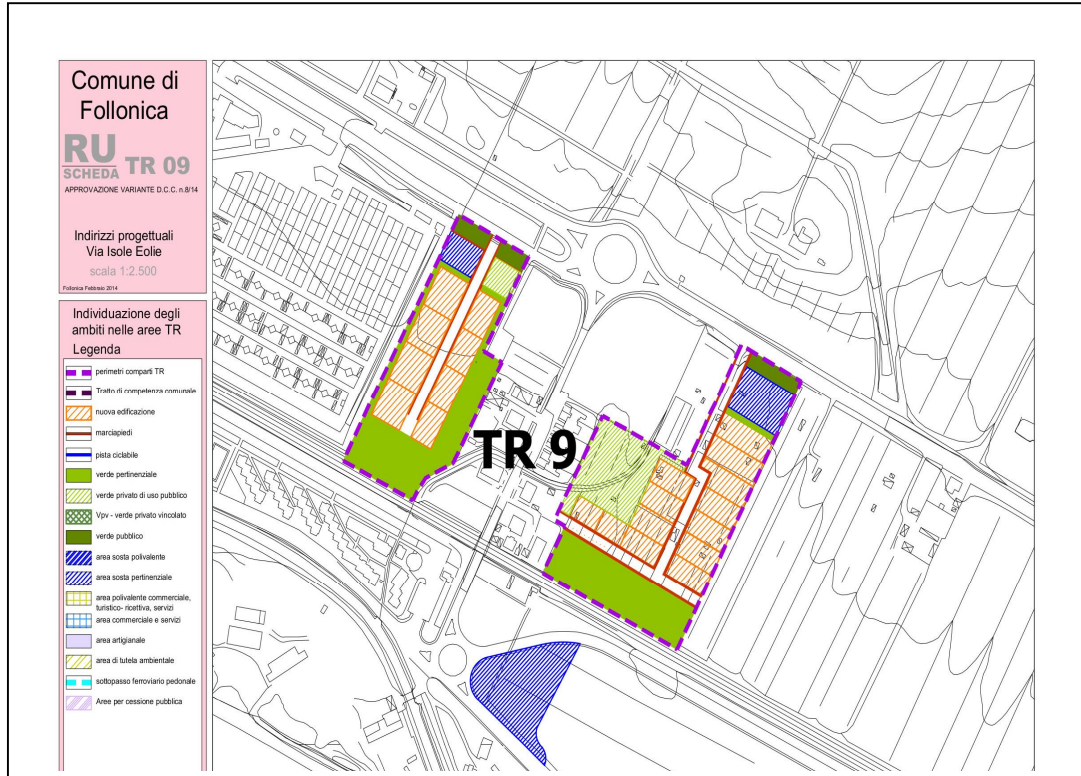 Comune di
Follonica
RU
SCHEDA TR 09
APPROVAZIONE VARIANTE D.C.C. n.8/14
Indirizzi progettuali
Via Isole Eolie
scala 1:2.500
Follonica Febbraio 2014
Individuazione degli
ambiti nelle aree TR
Legenda
perimetri comparti TR
Tratto di competenza comunale
nuova edificazione
marciapiedi
pista ciclabile
verde pertinenziale
verde privato di uso pubblico
Vpv - verde privato vincolato
verde pubblico
area sosta polivalente
area sosta pertinenziale
area polivalente commerciale,
turistico- ricettiva, servizi
area commerciale e servizi
area artigianale
area di tutela ambientale
sottopasso ferroviario pedonale
Aree per cessione pubblica
TR 9